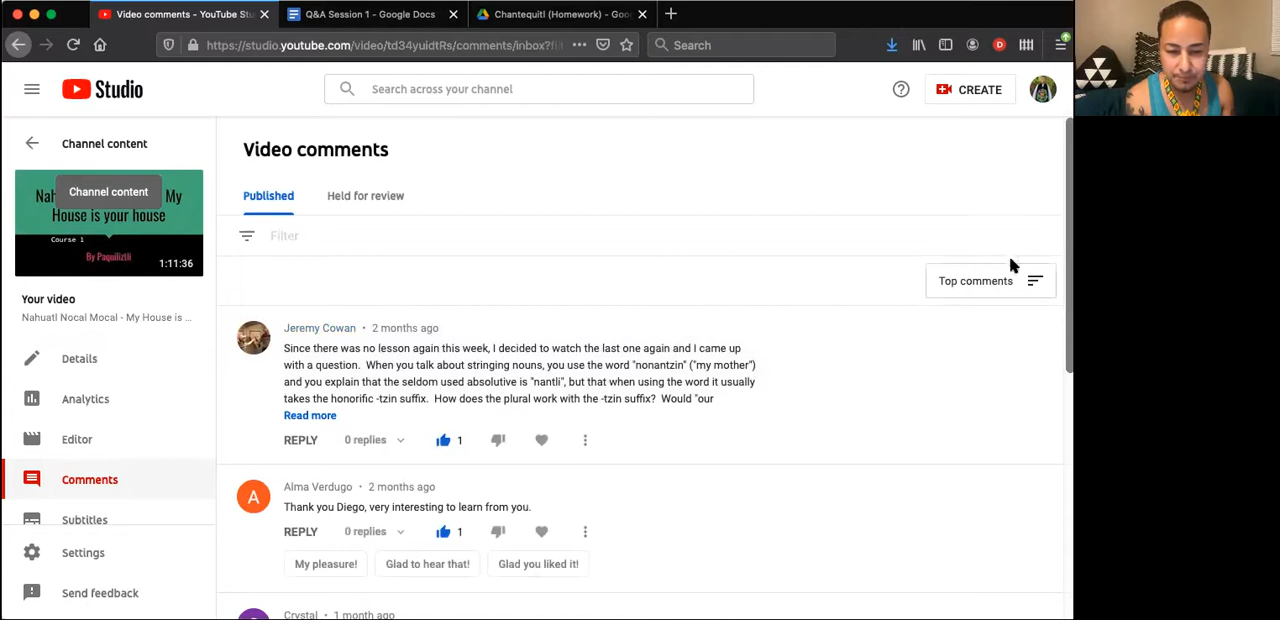 Video comments - YouTube Stu
Q&A Session 1 - Google Docs
Chantequitl (Homework) - Goo
https://studio.youtube.com/video/td34yuidtRs/comments/inbox?fil
Search
Studio
Search across your channel
CREATE
Channel content
Channel content
My
House is your house
Course 1
By Paquiliztli
1:11:36
Your video
Nahuatl Nocal Mocal - My House is ...
Details
Analytics
Editor
Comments
Subtitles
Settings
Send feedback
Video comments
Published
Held for review
Filter
Top comments
Jeremy Cowan • 2 months ago
Since there was no lesson again this week, I decided to watch the last one again and I came up
with a question. When you talk about stringing nouns, you use the word "nonantzin" ("my mother")
and you explain that the seldom used absolutive is "nantli", but that when using the word it usually
takes the honorific -tzin suffix. How does the plural work with the -tzin suffix? Would "our
Read more
REPLY 0 replies 1
A
Alma Verdugo • 2 months ago
Thank you Diego, very interesting to learn from you.
REPLY 0 replies 1
My pleasure! Glad to hear that! Glad you liked it!
Crystal • 1 month ago